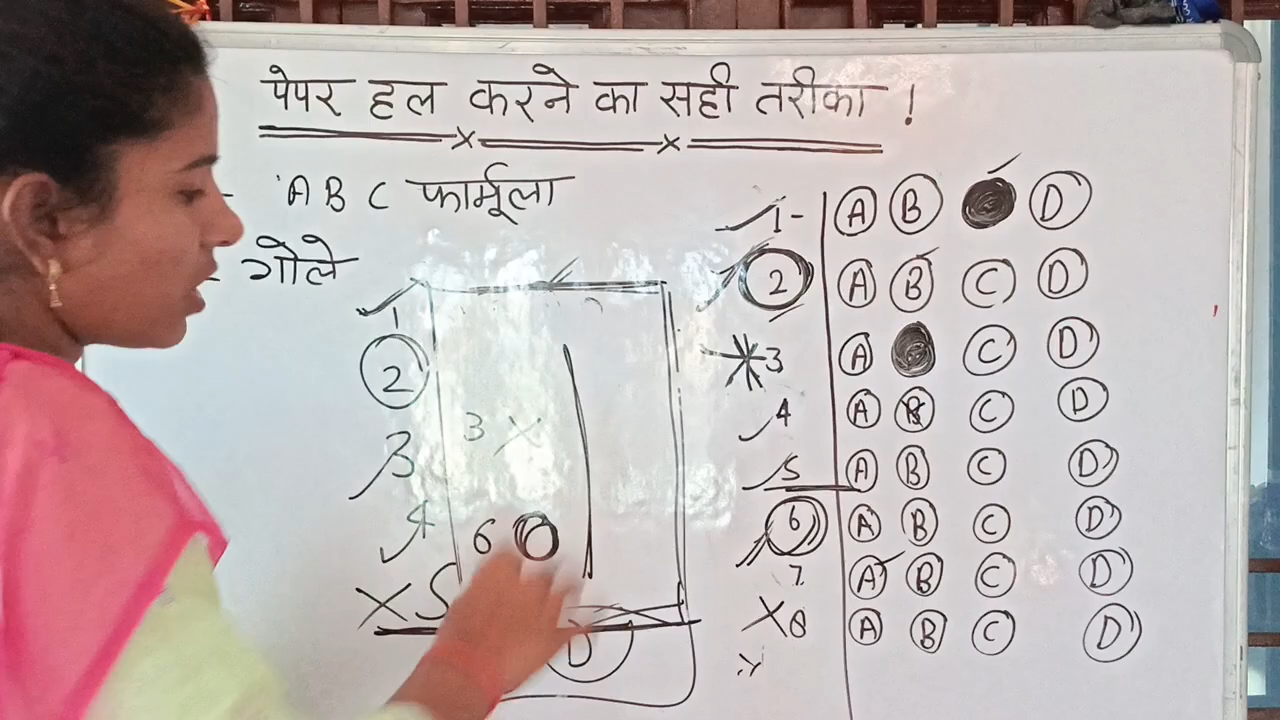 पेपर हल करने का सही तरीका !
- A B C फार्मूला
- गोले
1
2
3
4
X 5
3 X
6
D
1- A B C D
2 A B C D
3 A B C D
4 A B C D
5 A B C D
6 A B C D
7. A B C D
X 8 A B C D